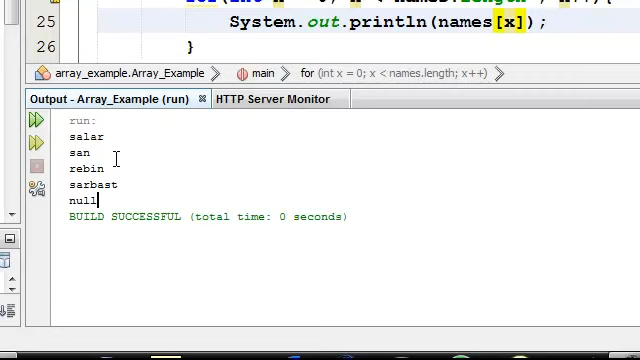 25 System.out.println(names[x]);
26 }
array_example.Array_Example main for (int x = 0; x < names.length; x++)
Output - Array_Example (run) HTTP Server Monitor
run:
salar
san
rebin
sarbast
null
BUILD SUCCESSFUL (total time: 0 seconds)